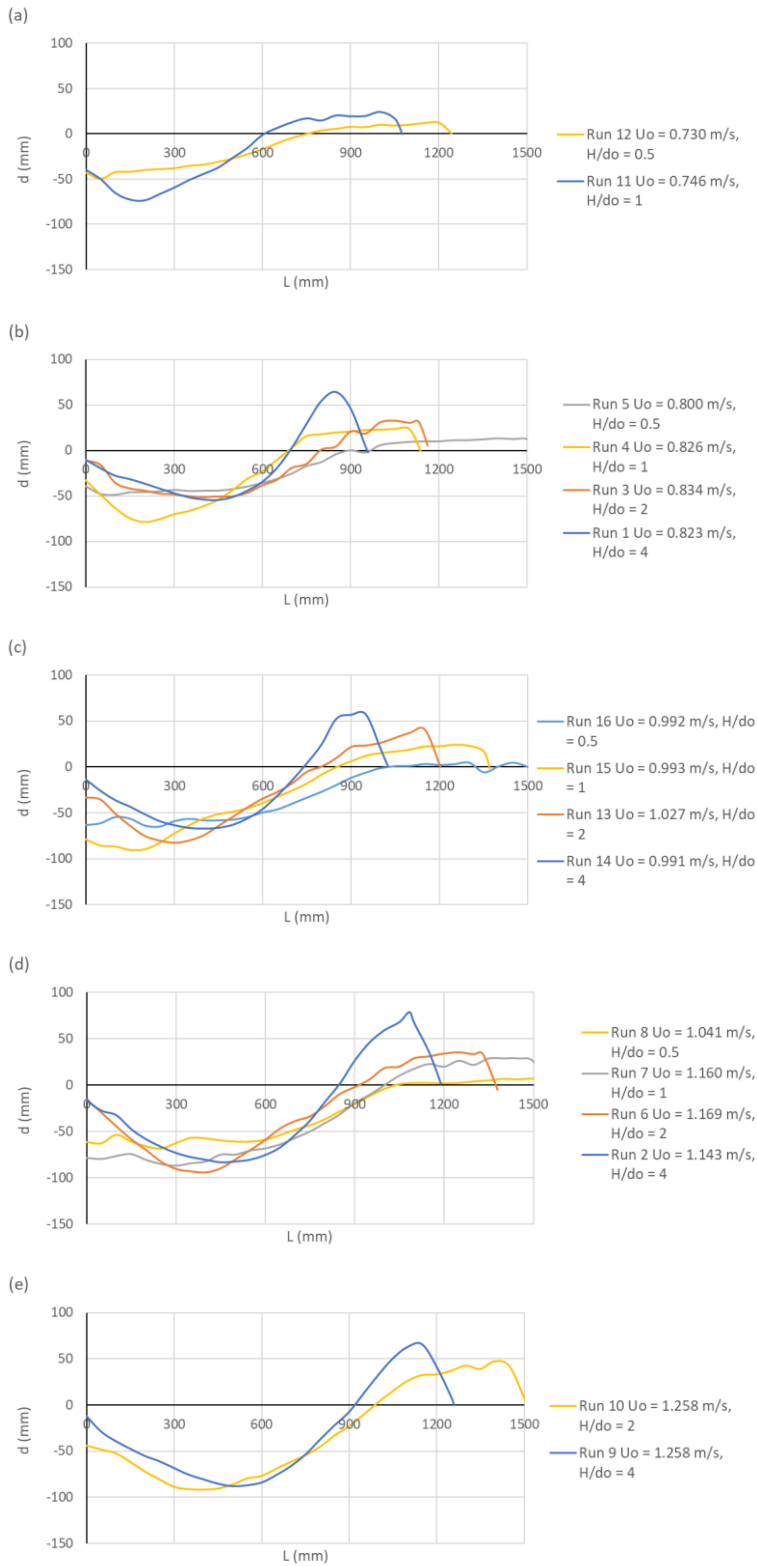 (a)
100
50
0
-50
-100
-150
0 300 600 900 1200 1500
d (mm)
L (mm)
Run 12 Uo = 0.730 m/s,
H/do = 0.5
Run 11 Uo = 0.746 m/s,
H/do = 1
(b)
100
50
0
-50
-100
-150
0 300 600 900 1200 1500
d (mm)
L (mm)
Run 5 Uo = 0.800 m/s,
H/do = 0.5
Run 4 Uo = 0.826 m/s,
H/do = 1
Run 3 Uo = 0.834 m/s,
H/do = 2
Run 1 Uo = 0.823 m/s,
H/do = 4
(c)
100
50
0
-50
-100
-150
0 300 600 900 1200 1500
d (mm)
L (mm)
Run 16 Uo = 0.992 m/s, H/do
= 0.5
Run 15 Uo = 0.993 m/s, H/do
= 1
Run 13 Uo = 1.027 m/s, H/do
= 2
Run 14 Uo = 0.991 m/s, H/do
= 4
(d)
100
50
0
-50
-100
-150
0 300 600 900 1200 1500
d (mm)
L (mm)
Run 8 Uo = 1.041 m/s,
H/do = 0.5
Run 7 Uo = 1.160 m/s,
H/do = 1
Run 6 Uo = 1.169 m/s,
H/do = 2
Run 2 Uo = 1.143 m/s,
H/do = 4
(e)
100
50
0
-50
-100
-150
0 300 600 900 1200 1500
d (mm)
L (mm)
Run 10 Uo = 1.258 m/s,
H/do = 2
Run 9 Uo = 1.258 m/s,
H/do = 4